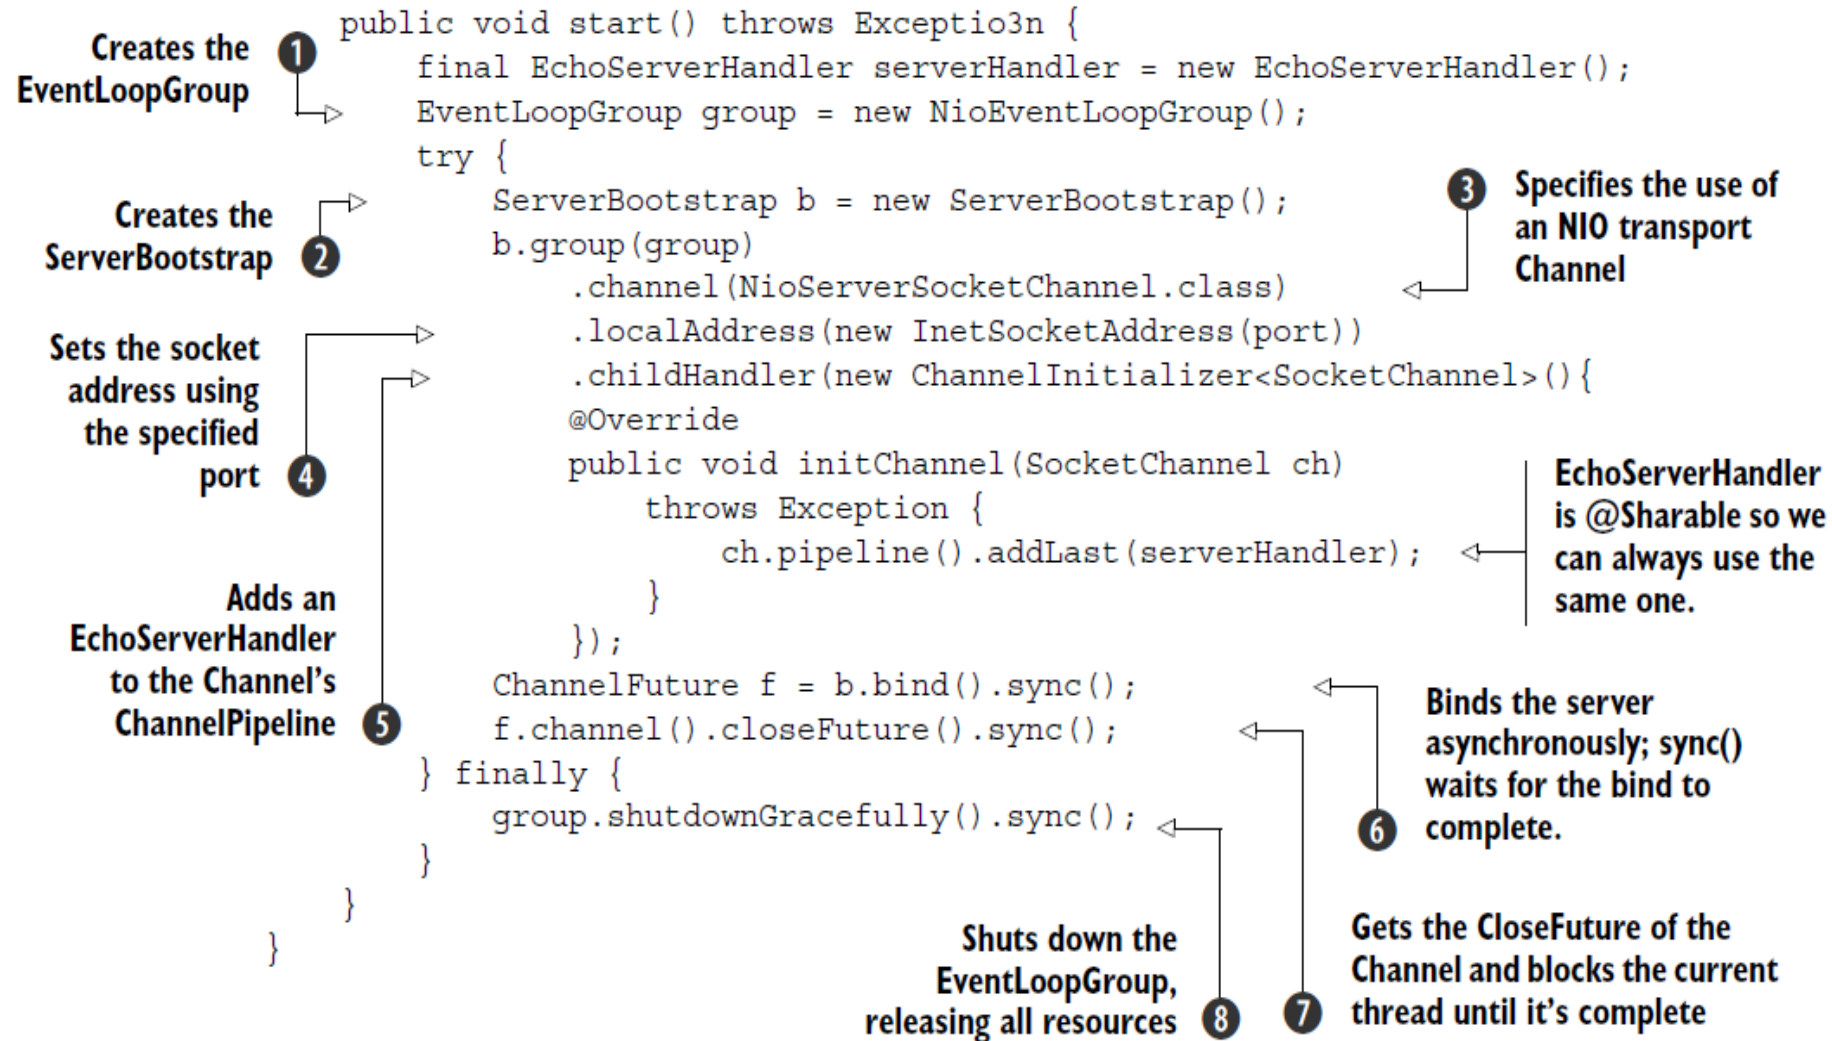 public void start() throws Exceptio3n {
final EchoServerHandler serverHandler = new EchoServerHandler();
EventLoopGroup group = new NioEventLoopGroup();
try {
ServerBootstrap b = new ServerBootstrap();
b.group(group)
.channel(NioServerSocketChannel.class)
.localAddress(new InetSocketAddress(port))
.childHandler(new ChannelInitializer<SocketChannel>(){
@Override
public void initChannel(SocketChannel ch)
throws Exception {
ch.pipeline().addLast(serverHandler);
}
});
ChannelFuture f = b.bind().sync();
f.channel().closeFuture().sync();
} finally {
group.shutdownGracefully().sync();
}
}
}
Creates the
EventLoopGroup
1
Creates the
ServerBootstrap
2
3
Specifies the use of
an NIO transport
Channel
Sets the socket
address using
the specified
port
4
Adds an
EchoServerHandler
to the Channel's
ChannelPipeline
5
EchoServerHandler
is @Sharable so we
can always use the
same one.
Binds the server
asynchronously; sync()
waits for the bind to
complete.
6
Gets the CloseFuture of the
Channel and blocks the current
thread until it's complete
7
Shuts down the
EventLoopGroup,
releasing all resources
8